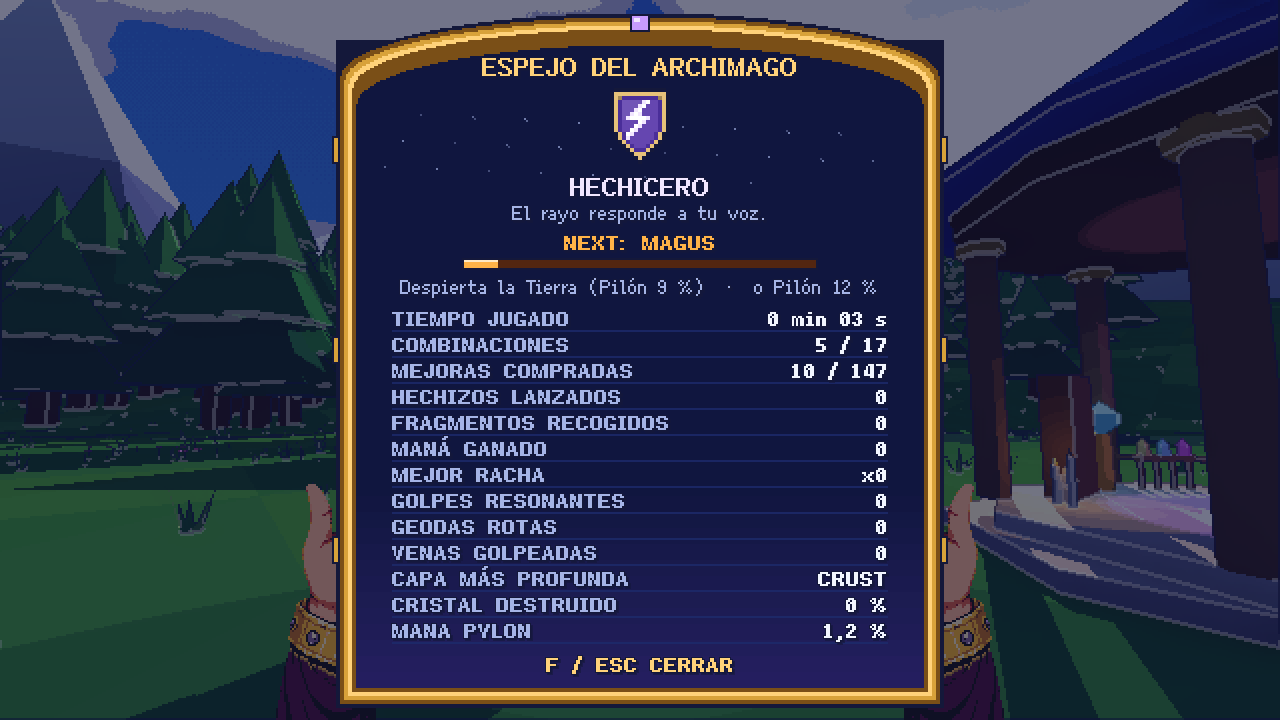 ESPEJO DEL ARCHIMAGO
HECHICERO
El rayo responde a tu voz.
NEXT: MAGUS
Despierta la Tierra (Pilón 9 %) · o Pilón 12 %
TIEMPO JUGADO 0 min 03 s
COMBINACIONES 5 / 17
MEJORAS COMPRADAS 10 / 147
HECHIZOS LANZADOS 0
FRAGMENTOS RECOGIDOS 0
MANÁ GANADO 0
MEJOR RACHA x0
GOLPES RESONANTES 0
GEODAS ROTAS 0
VENAS GOLPEADAS 0
CAPA MÁS PROFUNDA CRUST
CRISTAL DESTRUIDO 0 %
MANA PYLON 1,2 %
F / ESC CERRAR